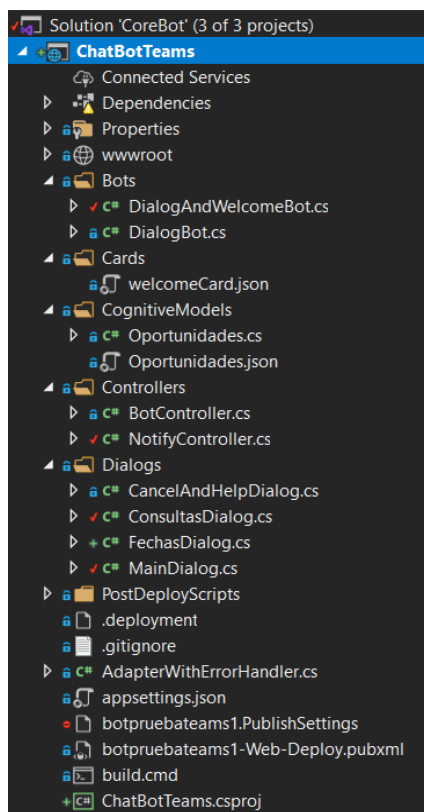 Solution 'CoreBot' (3 of 3 projects)
ChatBotTeams
Connected Services
Dependencies
Properties
wwwroot
Bots
C# DialogAndWelcomeBot.cs
C# DialogBot.cs
Cards
welcomeCard.json
CognitiveModels
C# Oportunidades.cs
Oportunidades.json
Controllers
C# BotController.cs
C# NotifyController.cs
Dialogs
C# CancelAndHelpDialog.cs
C# ConsultasDialog.cs
C# FechasDialog.cs
C# MainDialog.cs
PostDeployScripts
.deployment
.gitignore
C# AdapterWithErrorHandler.cs
appsettings.json
botpruebateams1.PublishSettings
botpruebateams1-Web-Deploy.pubxml
build.cmd
C# ChatBotTeams.csproj